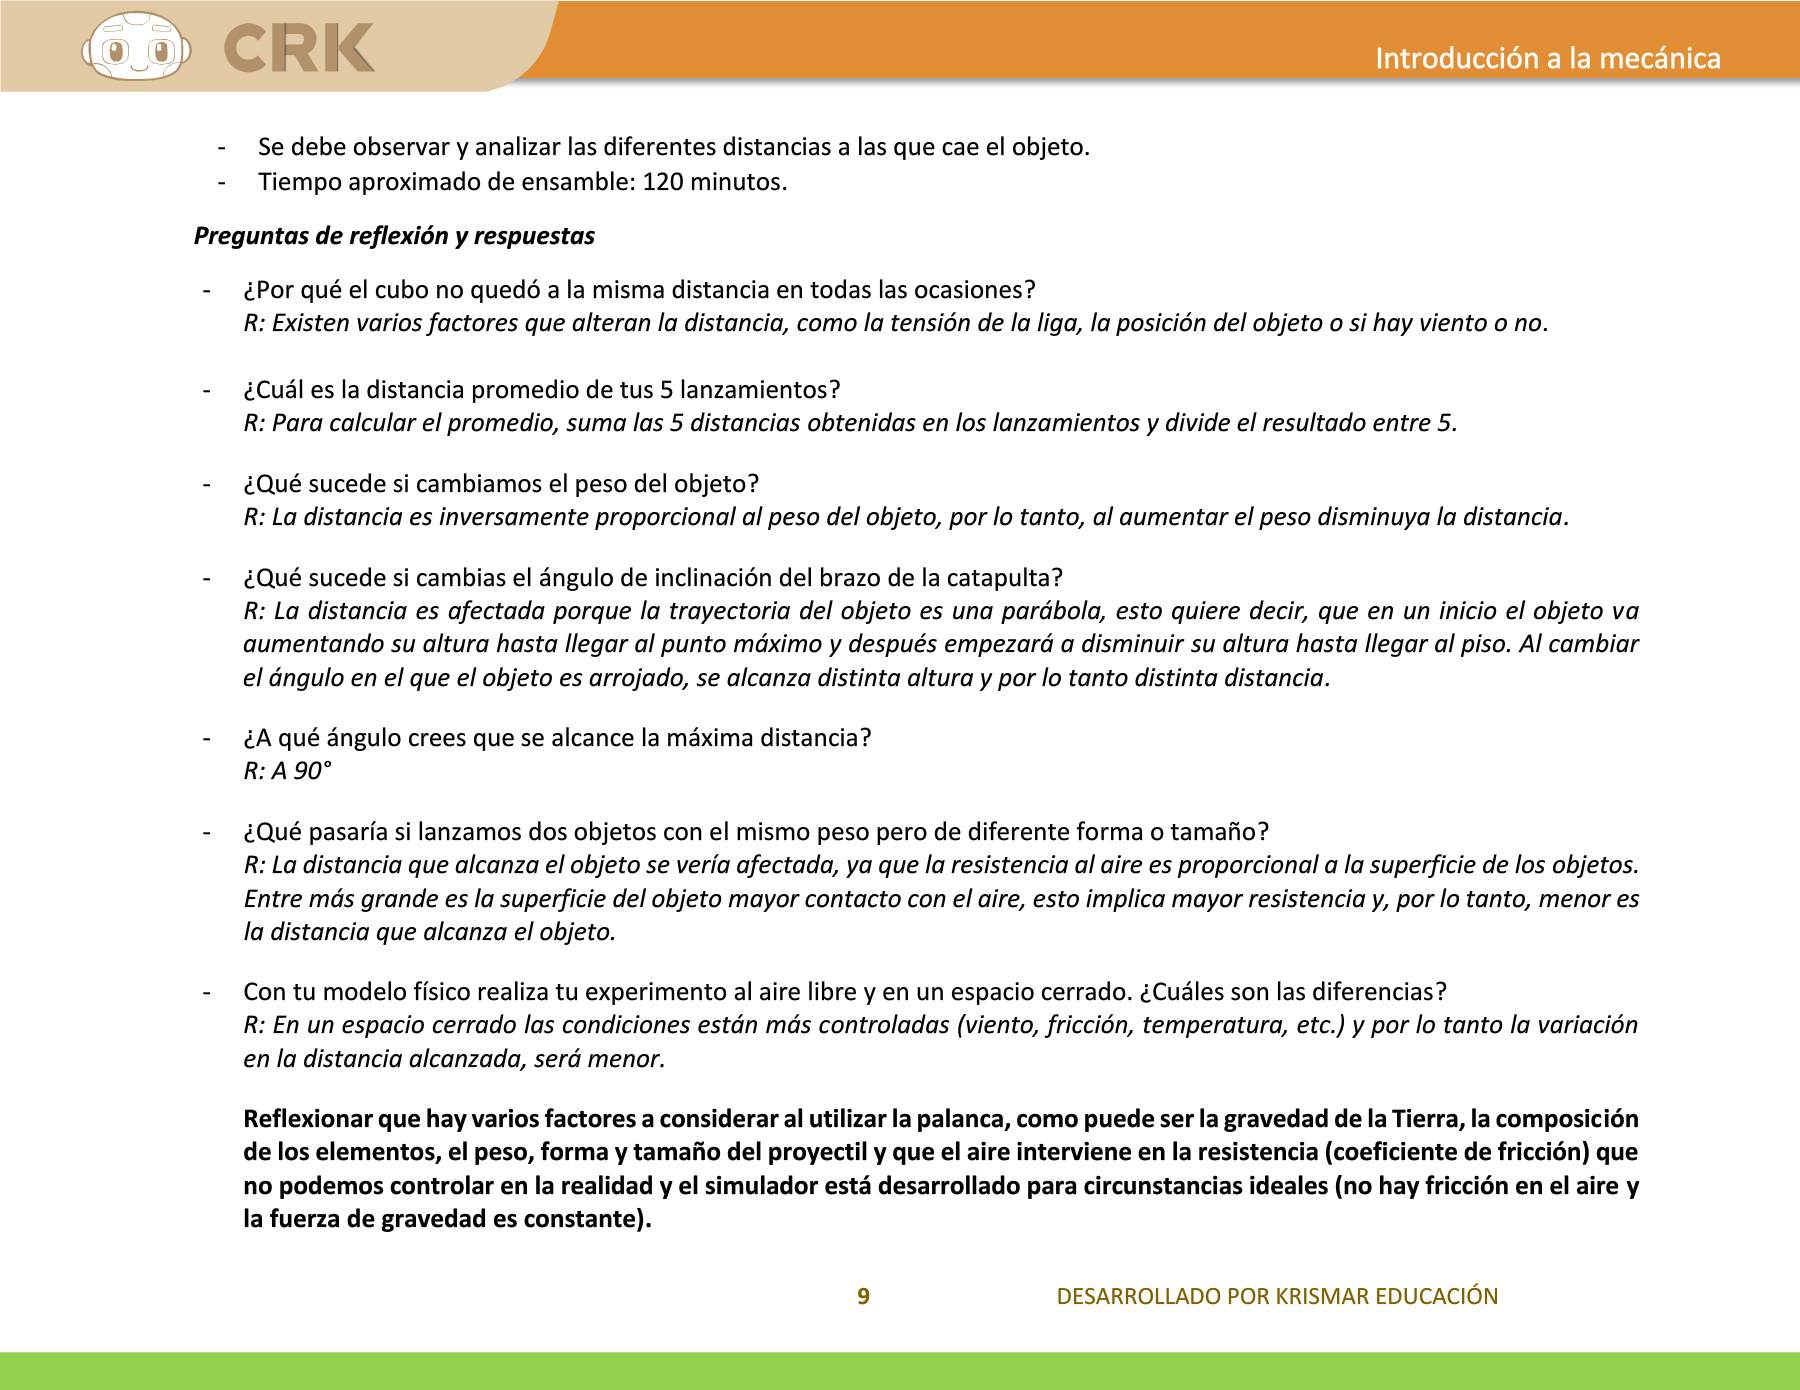 CRK
Introducción a la mecánica
- Se debe observar y analizar las diferentes distancias a las que cae el objeto.
- Tiempo aproximado de ensamble: 120 minutos.
Preguntas de reflexión y respuestas
- ¿Por qué el cubo no quedó a la misma distancia en todas las ocasiones?
R: Existen varios factores que alteran la distancia, como la tensión de la liga, la posición del objeto o si hay viento o no.
- ¿Cuál es la distancia promedio de tus 5 lanzamientos?
R: Para calcular el promedio, suma las 5 distancias obtenidas en los lanzamientos y divide el resultado entre 5.
- ¿Qué sucede si cambiamos el peso del objeto?
R: La distancia es inversamente proporcional al peso del objeto, por lo tanto, al aumentar el peso disminuya la distancia.
- ¿Qué sucede si cambias el ángulo de inclinación del brazo de la catapulta?
R: La distancia es afectada porque la trayectoria del objeto es una parábola, esto quiere decir, que en un inicio el objeto va
aumentando su altura hasta llegar al punto máximo y después empezará a disminuir su altura hasta llegar al piso. Al cambiar
el ángulo en el que el objeto es arrojado, se alcanza distinta altura y por lo tanto distinta distancia.
- ¿A qué ángulo crees que se alcance la máxima distancia?
R: A 90°
- ¿Qué pasaría si lanzamos dos objetos con el mismo peso pero de diferente forma o tamaño?
R: La distancia que alcanza el objeto se vería afectada, ya que la resistencia al aire es proporcional a la superficie de los objetos.
Entre más grande es la superficie del objeto mayor contacto con el aire, esto implica mayor resistencia y, por lo tanto, menor es
la distancia que alcanza el objeto.
- Con tu modelo físico realiza tu experimento al aire libre y en un espacio cerrado. ¿Cuáles son las diferencias?
R: En un espacio cerrado las condiciones están más controladas (viento, fricción, temperatura, etc.) y por lo tanto la variación
en la distancia alcanzada, será menor.
Reflexionar que hay varios factores a considerar al utilizar la palanca, como puede ser la gravedad de la Tierra, la composición
de los elementos, el peso, forma y tamaño del proyectil y que el aire interviene en la resistencia (coeficiente de fricción) que
no podemos controlar en la realidad y el simulador está desarrollado para circunstancias ideales (no hay fricción en el aire y
la fuerza de gravedad es constante).
9 DESARROLLADO POR KRISMAR EDUCACIÓN